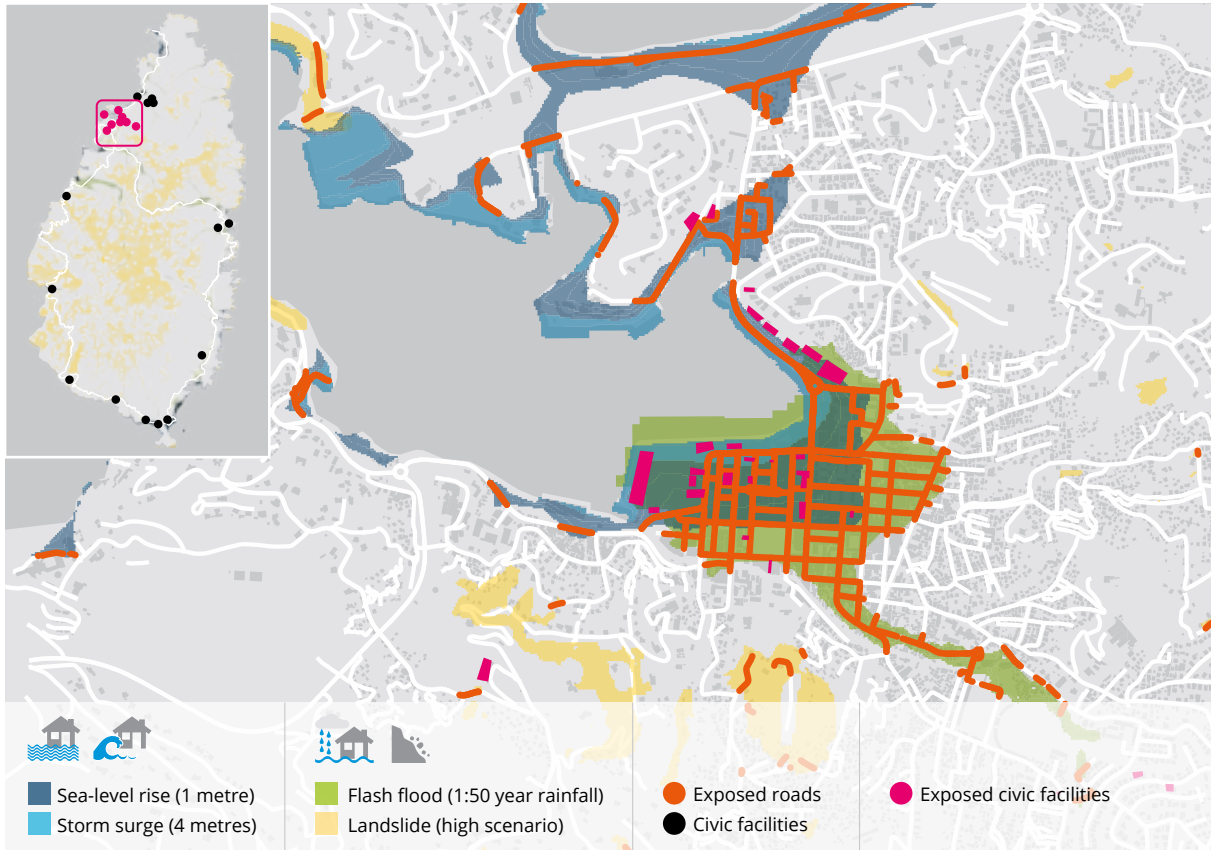 Sea-level rise (1 metre)
Storm surge (4 metres)
Flash flood (1:50 year rainfall)
Landslide (high scenario)
Exposed roads
Civic facilities
Exposed civic facilities